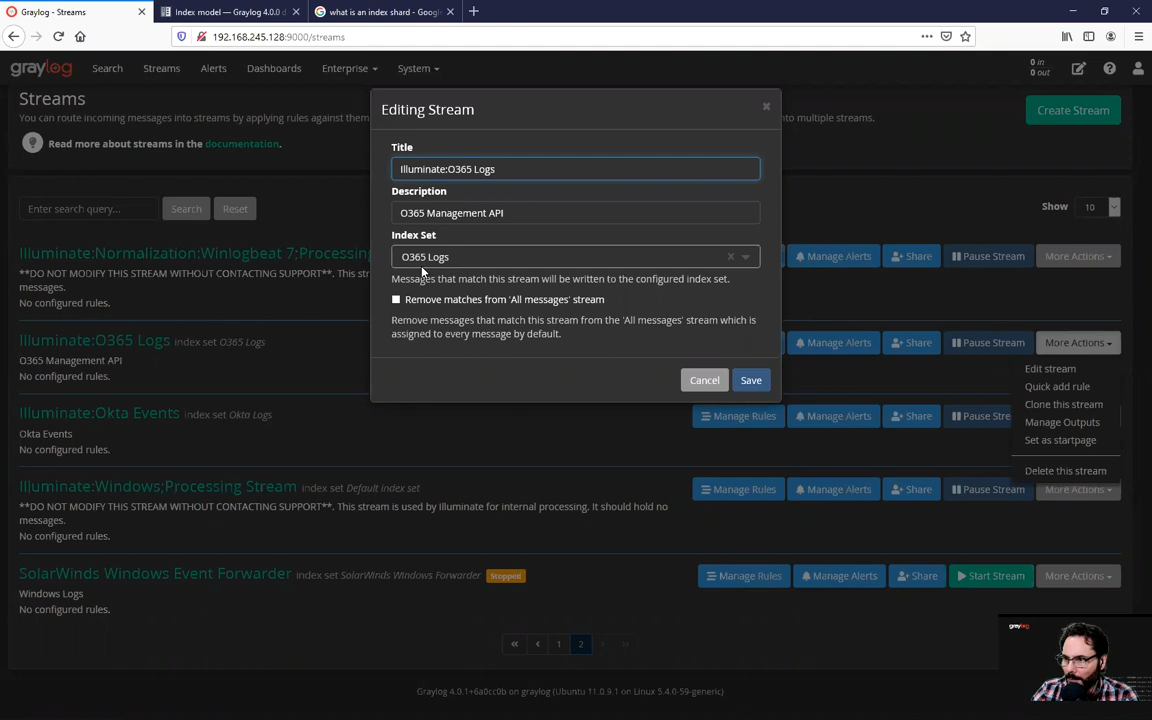 Graylog - Streams
Index model — Graylog 4.0.0 d
what is an index shard - Google
192.168.245.128:9000/streams
graylog Search Streams Alerts Dashboards Enterprise System
0 in
0 out
Streams
You can route incoming messages into streams by applying rules against them
nto multiple streams.
Create Stream
Read more about streams in the documentation.
Enter search query... Search Reset
Show 10
Editing Stream
Title
Illuminate:O365 Logs
Description
O365 Management API
Index Set
O365 Logs
Messages that match this stream will be written to the configured index set.
Remove matches from 'All messages' stream
Remove messages that match this stream from the 'All messages' stream which is
assigned to every message by default.
Cancel Save
Illuminate:Normalization:Winlogbeat 7;Processing
**DO NOT MODIFY THIS STREAM WITHOUT CONTACTING SUPPORT**. This str
messages.
No configured rules.
Manage Alerts Share Pause Stream More Actions
Illuminate:O365 Logs index set O365 Logs
O365 Management API
No configured rules.
Manage Alerts Share Pause Stream More Actions
Edit stream
Quick add rule
Clone this stream
Manage Outputs
Set as startpage
Delete this stream
Illuminate:Okta Events index set Okta Logs
Okta Events
No configured rules.
Manage Rules Manage Alerts Share Pause Stre
Illuminate:Windows;Processing Stream index set Default index set
**DO NOT MODIFY THIS STREAM WITHOUT CONTACTING SUPPORT**. This stream is used by Illuminate for internal processing. It should hold no
messages.
No configured rules.
Manage Rules Manage Alerts Share Pause Stream More Actions
SolarWinds Windows Event Forwarder index set SolarWinds Windows Forwarder Stopped
Windows Logs
No configured rules.
Manage Rules Manage Alerts Share Start Stream More Actions
« ‹ 1 2 › »
Graylog 4.0.1+6a0cc0b on graylog (Ubuntu 11.0.9.1 on Linux 5.4.0-59-generic)
graylog